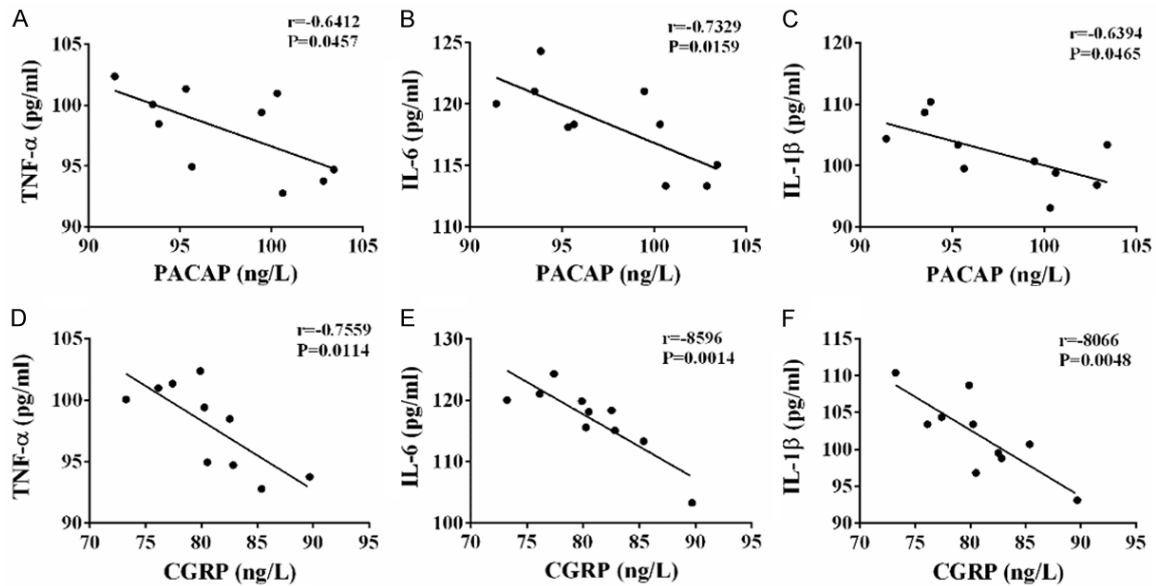 A
r=-0.6412
P=0.0457
TNF-α (pg/ml)
105
100
95
90
90 95 100 105
PACAP (ng/L)
B
r=-0.7329
P=0.0159
IL-6 (pg/ml)
125
120
115
110
90 95 100 105
PACAP (ng/L)
C
r=-0.6394
P=0.0465
IL-1β (pg/ml)
120
110
100
90
90 95 100 105
PACAP (ng/L)
D
r=-0.7559
P=0.0114
TNF-α (pg/ml)
105
100
95
90
70 75 80 85 90 95
CGRP (ng/L)
E
r=-8596
P=0.0014
IL-6 (pg/ml)
130
120
110
100
70 75 80 85 90 95
CGRP (ng/L)
F
r=-8066
P=0.0048
IL-1β (pg/ml)
115
110
105
100
95
90
70 75 80 85 90 95
CGRP (ng/L)